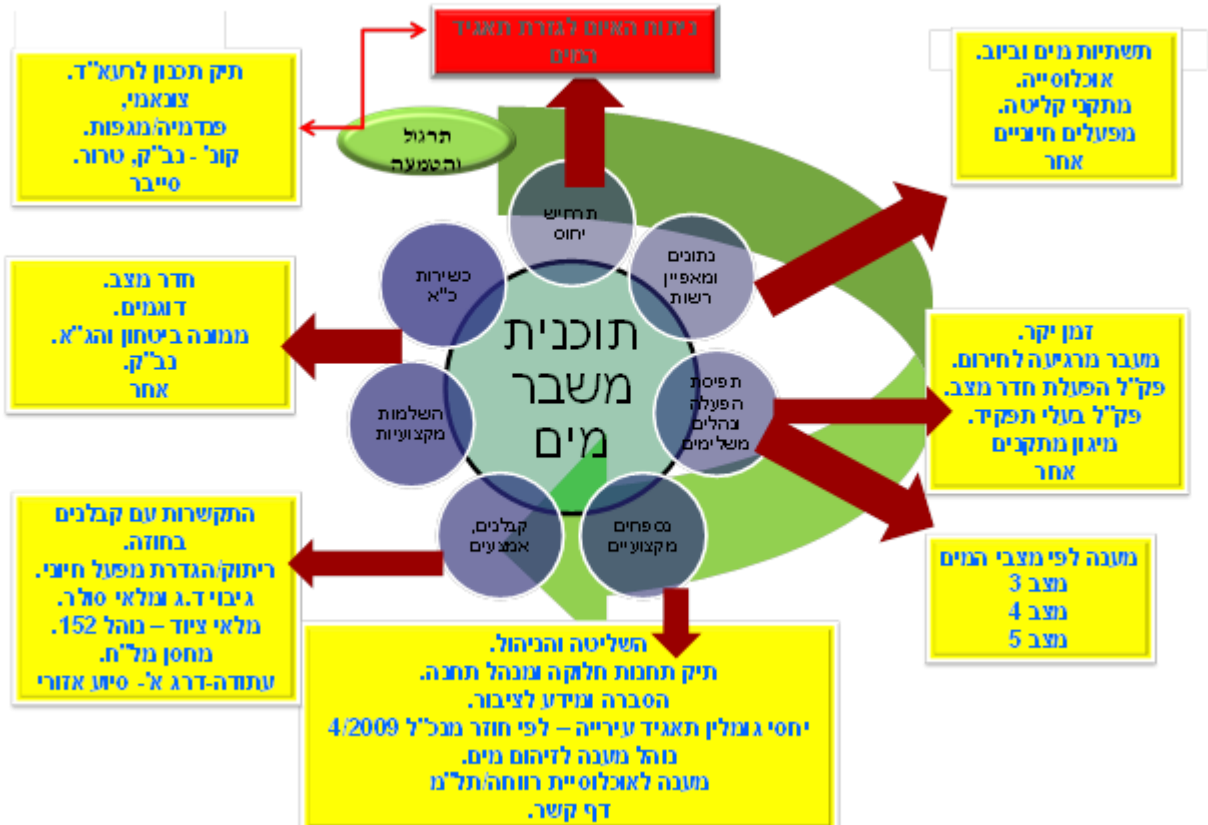 ניתוח האיום לגזרת תאגיד
המים
תשתיות מים וביוב.
אוכלוסייה.
מתקני קליטה.
מפעלים חיוניים
אחר
תיק תכנון לרעא"ד.
צונאמי,
פנדמיה/מגפות.
קונ' - נב"ק, טרור.
סייבר
תרגול
והטמעה
תרחיש
יחוס
נתונים
ומאפיין
רשות
כשירות
כ"א
תוכנית
משבר
מים
חדר מצב.
דוגמים.
ממונה ביטחון והג"א.
נב"ק.
אחר
זמן יקר.
מעבר מרגיעה לחירום.
פק"ל הפעלת חדר מצב.
פק"ל בעלי תפקיד.
מיגון מתקנים
אחר
תפיסת
הפעלה
ונהלים
משלימים
השלמות
מקצועיות
קבלנים,
אמצעים
נספחים
מקצועיים
התקשרות עם קבלנים
בחוזה.
ריתוק/הגדרת מפעל חיוני.
גיבוי ד.ג ומלאי סולר.
מלאי ציוד – נוהל 152.
מחסן מל"ח.
עתודה-דרג א'- סיוע אזורי
מענה לפי מצבי המים
מצב 3
מצב 4
מצב 5
השליטה והניהול.
תיק תחנות חלוקה ומנהל תחנה.
הסברה ומידע לציבור.
יחסי גומלין תאגיד עירייה – לפי חוזר מנכ"ל 4/2009
נוהל מענה לזיהום מים.
מענה לאוכלוסיית רווחה/תל"מ
דף קשר.